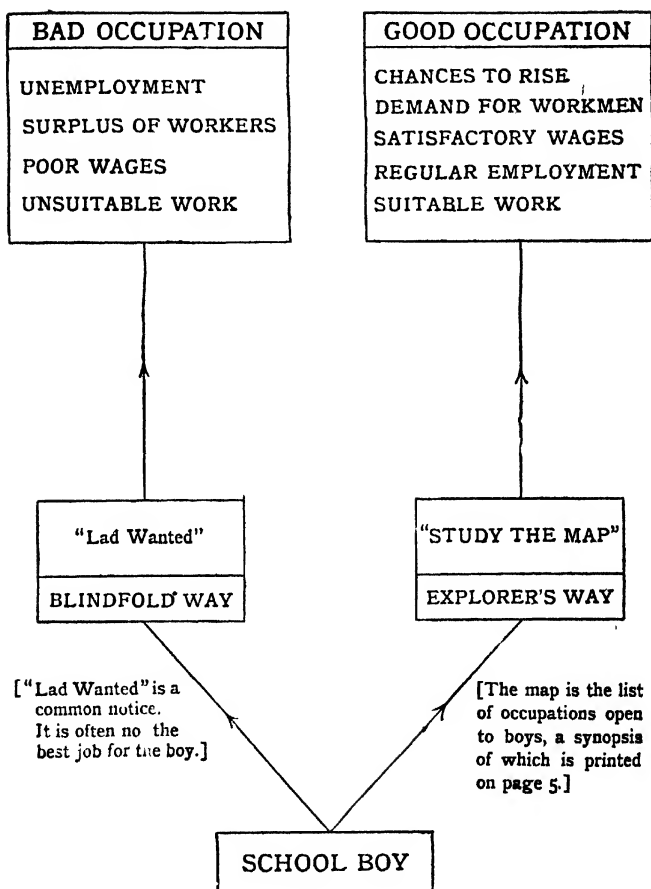 BAD OCCUPATION
UNEMPLOYMENT
SURPLUS OF WORKERS
POOR WAGES
UNSUITABLE WORK
GOOD OCCUPATION
CHANCES TO RISE
DEMAND FOR WORKMEN
SATISFACTORY WAGES
REGULAR EMPLOYMENT
SUITABLE WORK
"Lad Wanted"
BLINDFOLD WAY
"STUDY THE MAP"
EXPLORER'S WAY
["Lad Wanted" is a
common notice.
It is often no the
best job for the boy.]
[The map is the list
of occupations open
to boys, a synopsis
of which is printed
on page 5.]
SCHOOL BOY